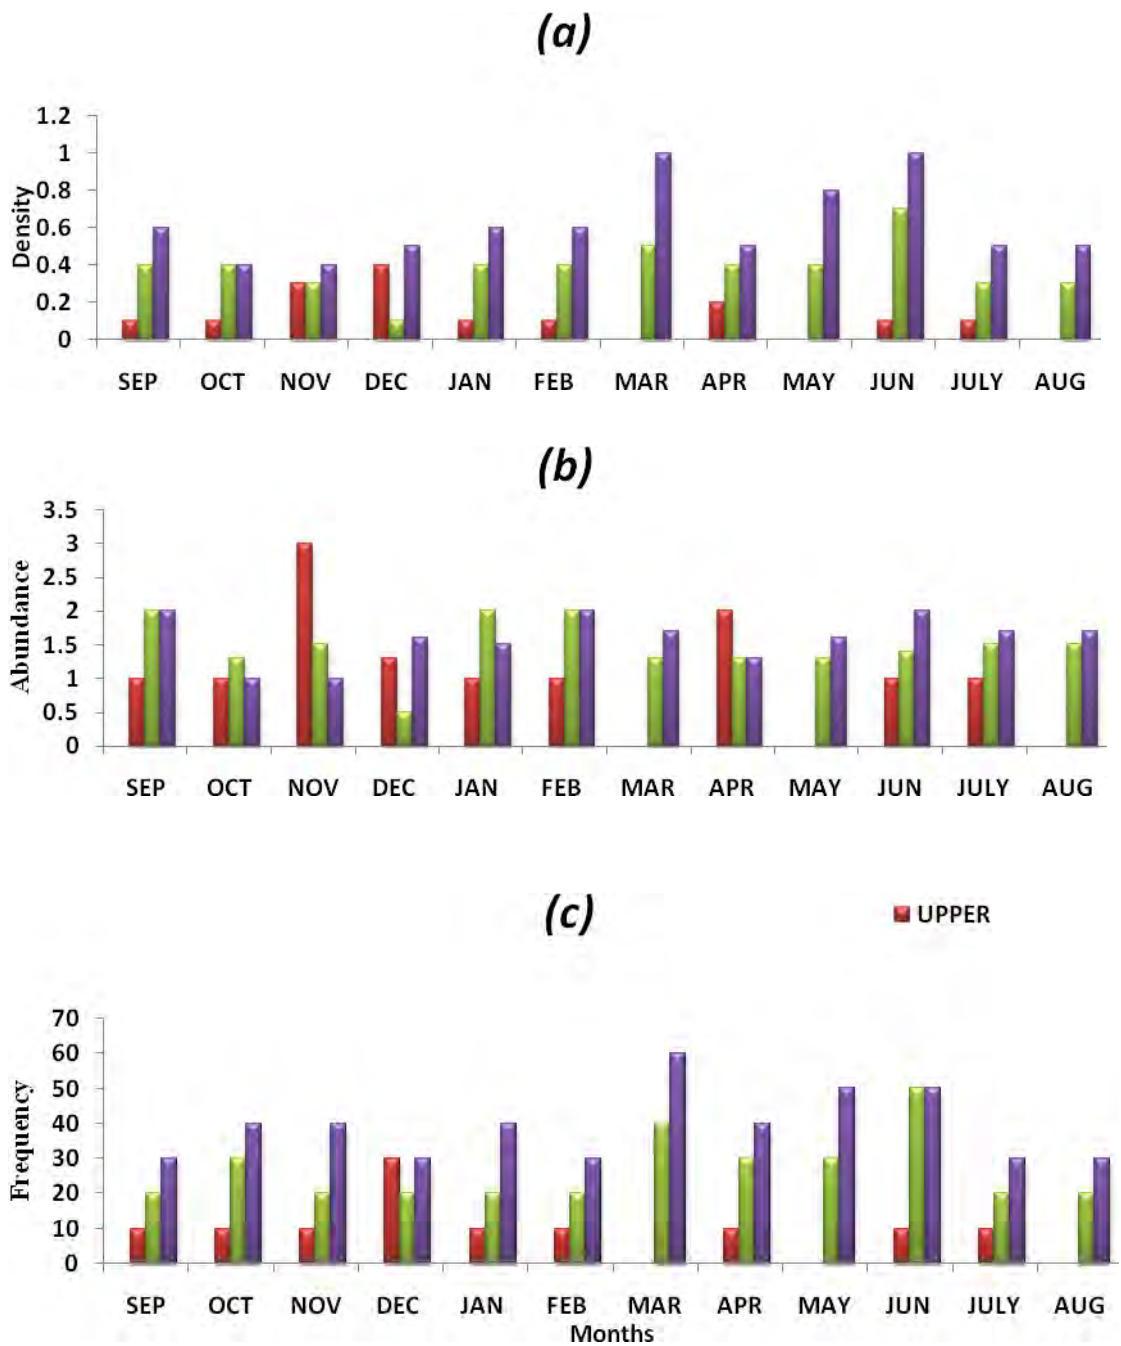 (a)
1.2
1
0.8
0.6
0.4
0.2
0
Density
SEP OCT NOV DEC JAN FEB MAR APR MAY JUN JULY AUG
(b)
3.5
3
2.5
2
1.5
1
0.5
0
Abundance
SEP OCT NOV DEC JAN FEB MAR APR MAY JUN JULY AUG
(c)
UPPER
70
60
50
40
30
20
10
0
Frequency
SEP OCT NOV DEC JAN FEB MAR APR MAY JUN JULY AUG
Months